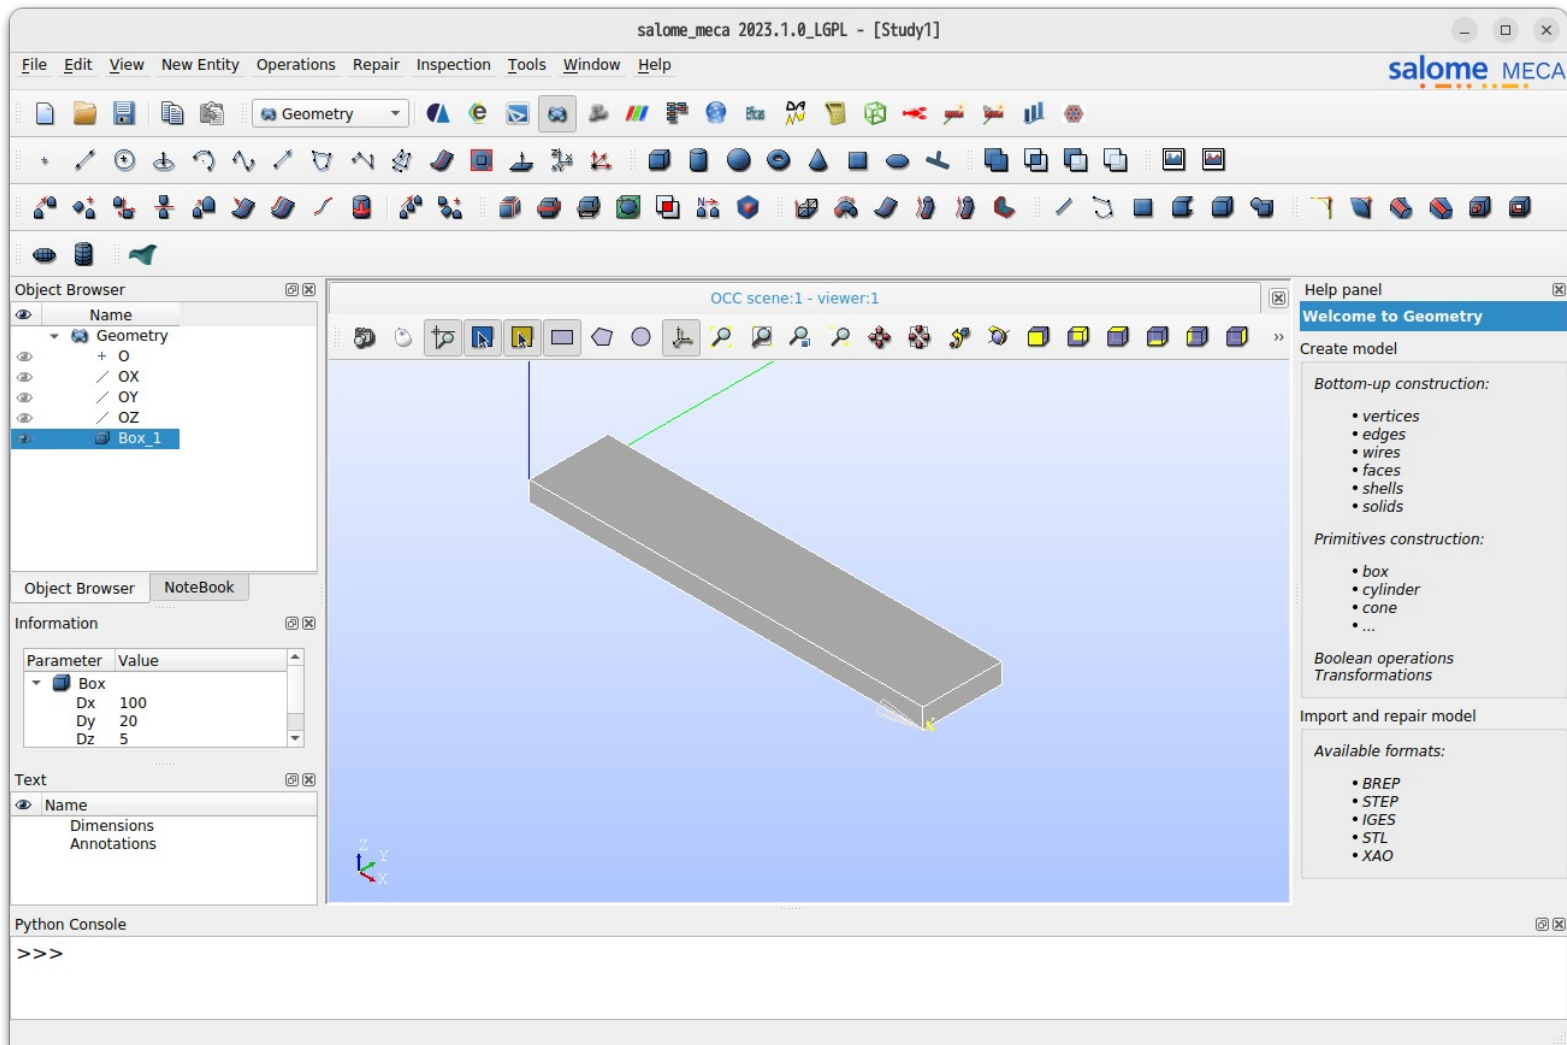 salome_meca 2023.1.0_LGPL - [Study1]
File Edit View New Entity Operations Repair Inspection Tools Window Help
salome MECA
Geometry
Eficas
Object Browser
Name
Geometry
O
OX
OY
OZ
Box_1
Object Browser NoteBook
Information
Parameter Value
Box
Dx 100
Dy 20
Dz 5
Text
Name
Dimensions
Annotations
OCC scene:1 - viewer:1
X
Z
Y
X
Help panel
Welcome to Geometry
Create model
Bottom-up construction:
• vertices
• edges
• wires
• faces
• shells
• solids
Primitives construction:
• box
• cylinder
• cone
• ...
Boolean operations
Transformations
Import and repair model
Available formats:
• BREP
• STEP
• IGES
• STL
• XAO
Python Console
>>>